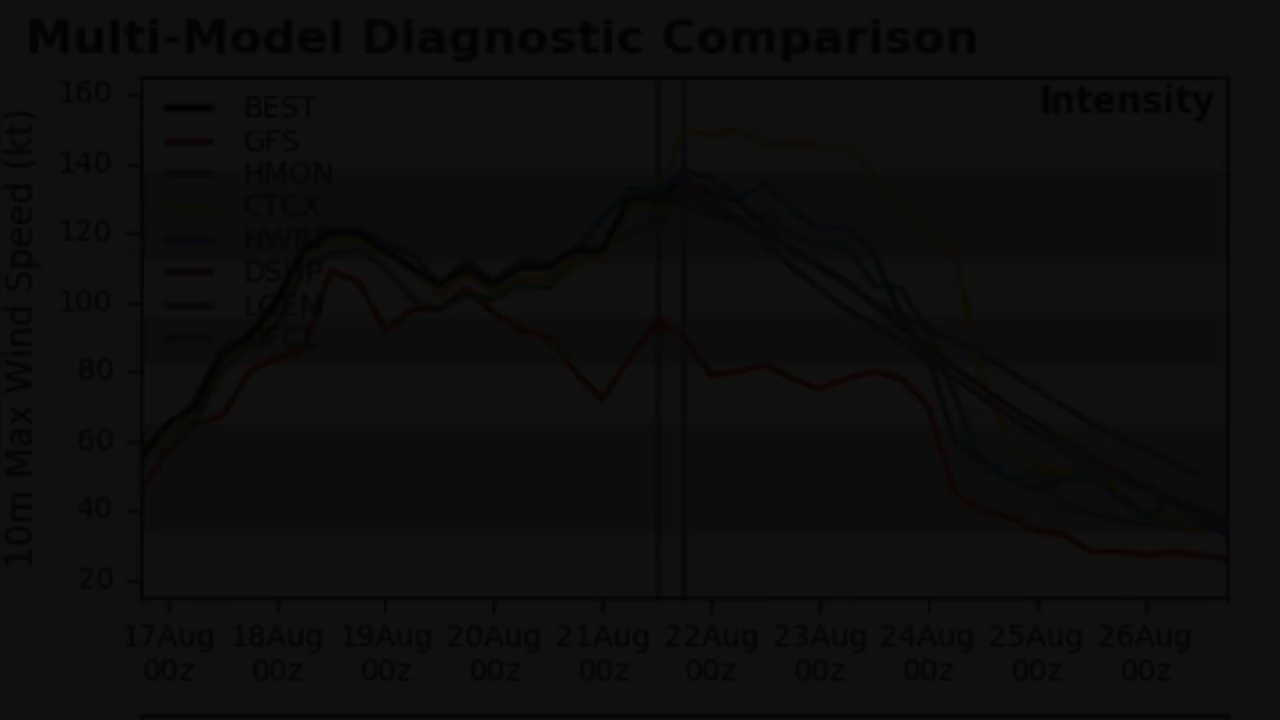 Multi-Model Diagnostic Comparison
Intensity
10m Max Wind Speed (kt)
160
140
120
100
80
60
40
20
BEST
GFS
HMON
CTCX
17Aug 18Aug 19Aug 20Aug 21Aug 22Aug 23Aug 24Aug 25Aug 26Aug
00z 00z 00z 00z 00z 00z 00z 00z 00z 00z